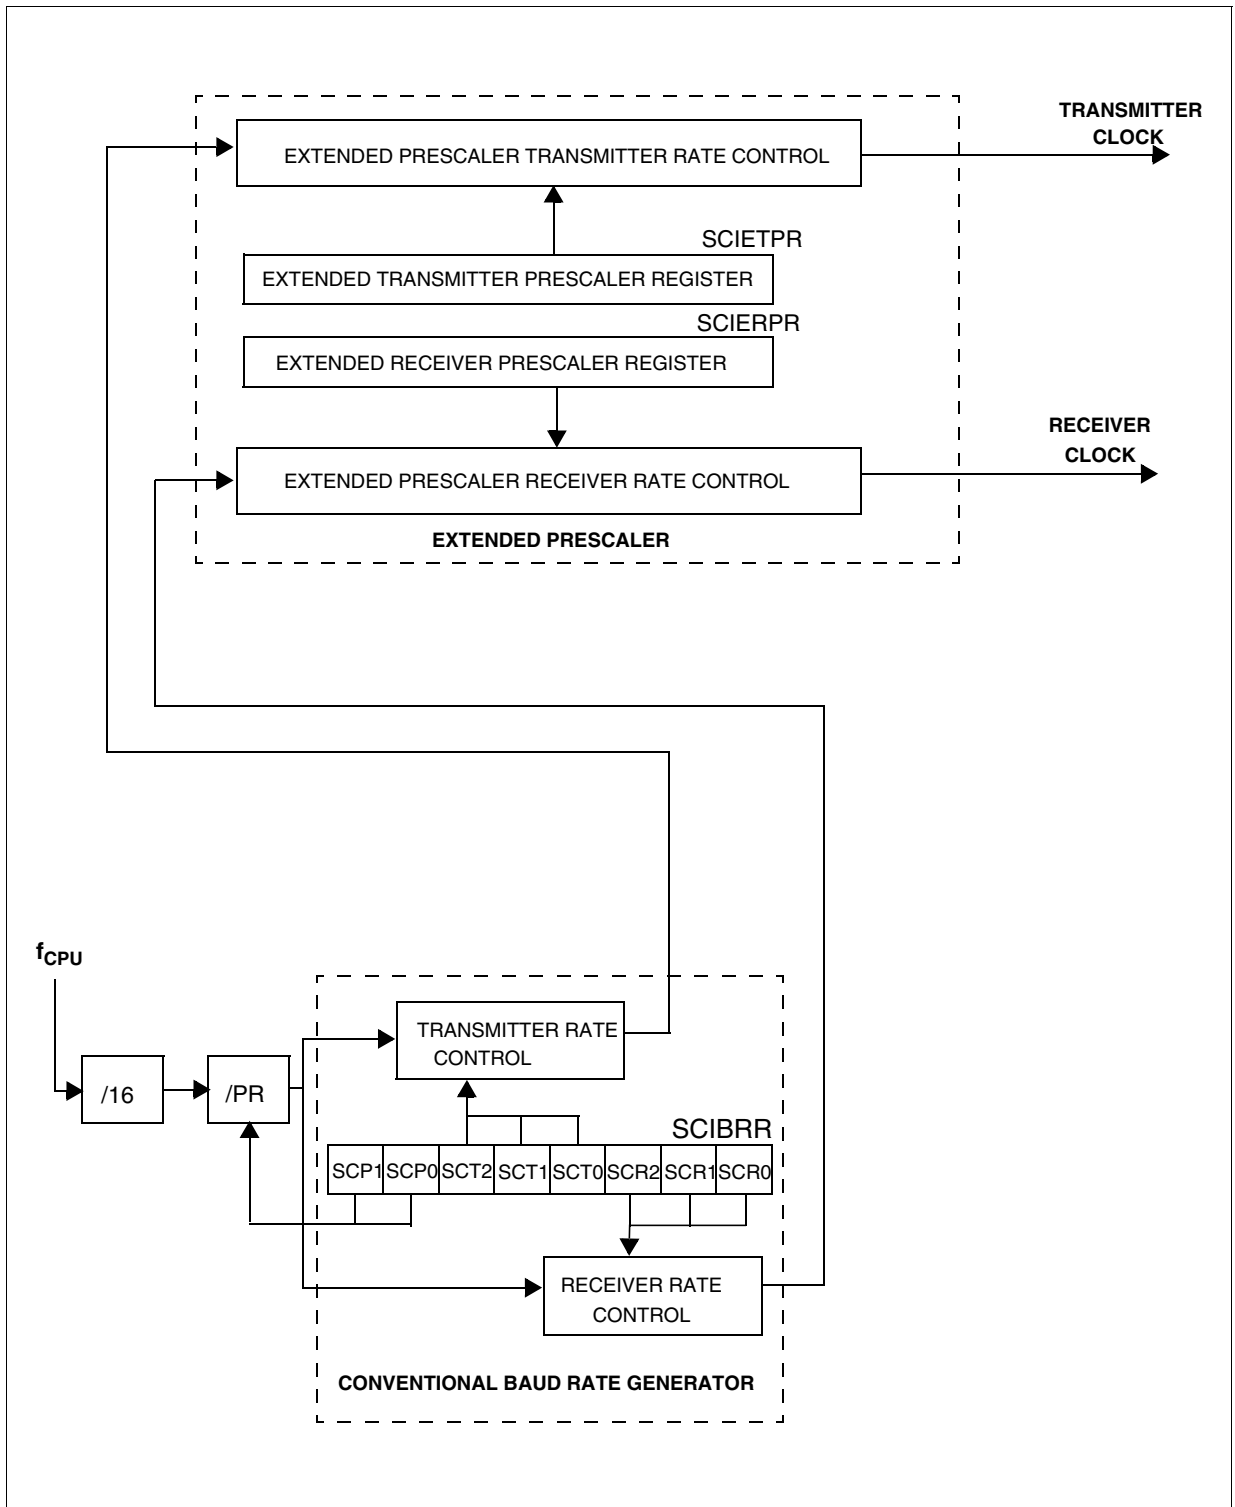 TRANSMITTER
CLOCK
EXTENDED PRESCALER TRANSMITTER RATE CONTROL
SCIETPR
EXTENDED TRANSMITTER PRESCALER REGISTER
SCIERPR
EXTENDED RECEIVER PRESCALER REGISTER
RECEIVER
CLOCK
EXTENDED PRESCALER RECEIVER RATE CONTROL
EXTENDED PRESCALER
fCPU
TRANSMITTER RATE
CONTROL
/16
/PR
SCIBRR
SCP1 SCP0 SCT2 SCT1 SCT0 SCR2 SCR1 SCR0
RECEIVER RATE
CONTROL
CONVENTIONAL BAUD RATE GENERATOR